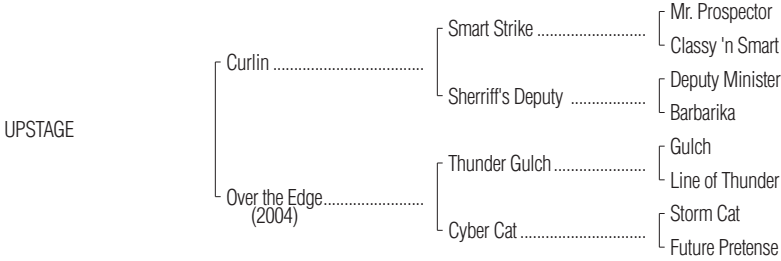 Mr. Prospector
Smart Strike ..........................
Classy 'n Smart
Curlin ....................................
Deputy Minister
Sherriff's Deputy ..................
Barbarika
UPSTAGE
Gulch
Thunder Gulch ......................
Line of Thunder
Over the Edge ........................
(2004)
Storm Cat
Cyber Cat ..............................
Future Pretense